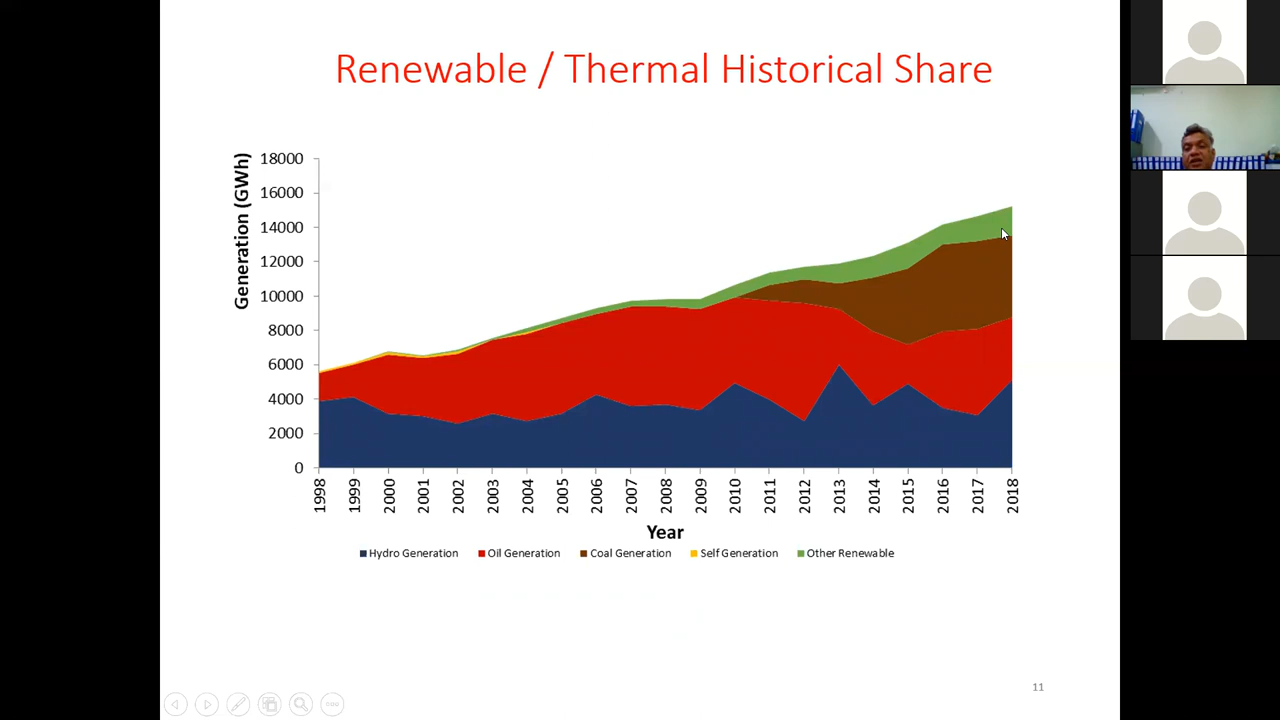 Renewable / Thermal Historical Share
Generation (GWh)
18000
16000
14000
12000
10000
8000
6000
4000
2000
0
1998 1999 2000 2001 2002 2003 2004 2005 2006 2007 2008 2009 2010 2011 2012 2013 2014 2015 2016 2017 2018
Year
Hydro Generation Oil Generation Coal Generation Self Generation Other Renewable
11